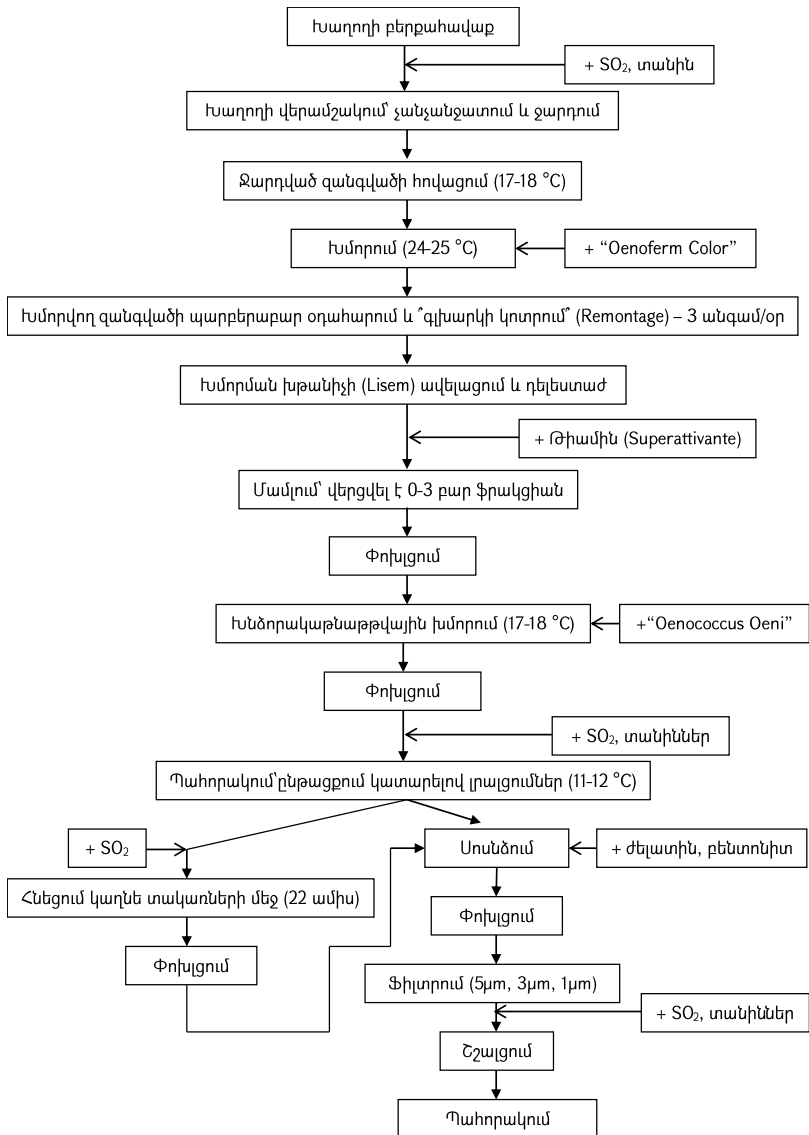 Խաղողի բերքահավաք
+ SO₂, տանին
Խաղողի վերամշակում՝ չանչանջատում և ջարդում
Ջարդված զանգվածի հովացում (17-18 °C)
Խմորում (24-25 °C)
+ “Oenoferm Color”
Խմորվող զանգվածի պարբերաբար օդահարում և "գլխարկի կոտրում" (Remontage) – 3 անգամ/օր
Խմորման խթանիչի (Lisem) ավելացում և դելեստաժ
+ Թիամին (Superattivante)
Մամլում՝ վերցվել է 0-3 բար ֆրակցիան
Փոխլցում
Խնձորակաթնաթթվային խմորում (17-18 °C)
+“Oenococcus Oeni”
Փոխլցում
+ SO₂, տանիններ
Պահորակում՝ընթացքում կատարելով լրալցումներ (11-12 °C)
+ SO₂
Սոսնձում
+ ժելատին, բենտոնիտ
Հնեցում կաղնե տակառների մեջ (22 ամիս)
Փոխլցում
Փոխլցում
Ֆիլտրում (5μm, 3μm, 1μm)
+ SO₂, տանիններ
Շշալցում
Պահորակում